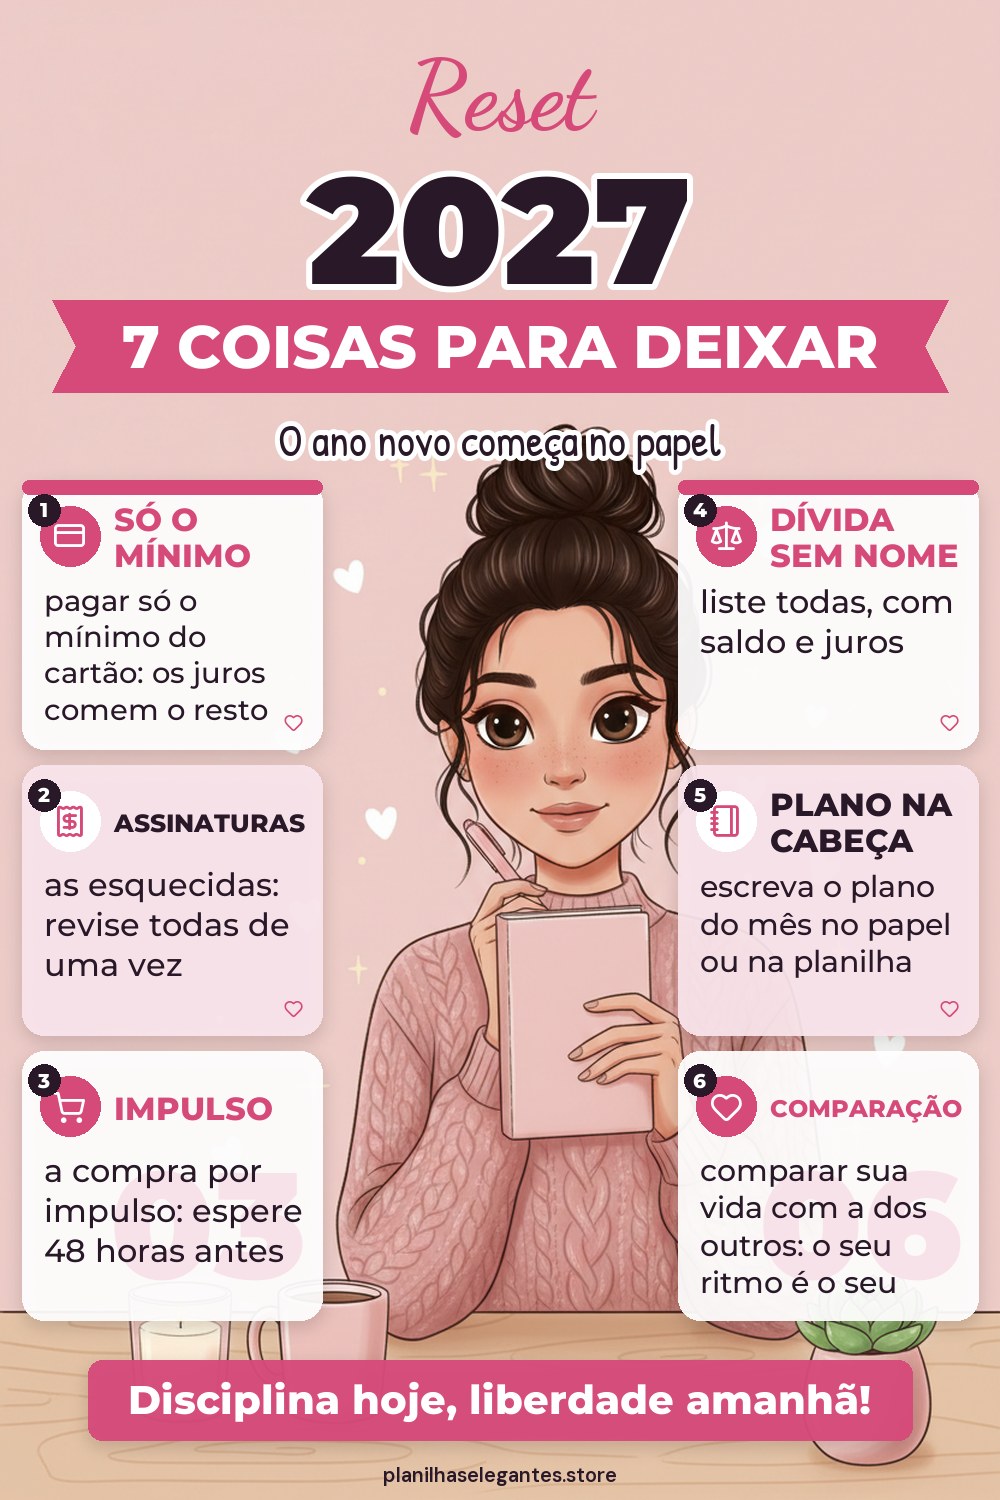 Reset
2027
7 COISAS PARA DEIXAR
O ano novo começa no papel
1
SÓ O
MÍNIMO
pagar só o
mínimo do
cartão: os juros
comem o resto
2
ASSINATURAS
as esquecidas:
revise todas de
uma vez
3
IMPULSO
a compra por
impulso: espere
48 horas antes
03
4
DÍVIDA
SEM NOME
liste todas, com
saldo e juros
5
PLANO NA
CABEÇA
escreva o plano
do mês no papel
ou na planilha
6
COMPARAÇÃO
comparar sua
vida com a dos
outros: o seu
ritmo é o seu
06
Disciplina hoje, liberdade amanhã!
planilhaselegantes.store